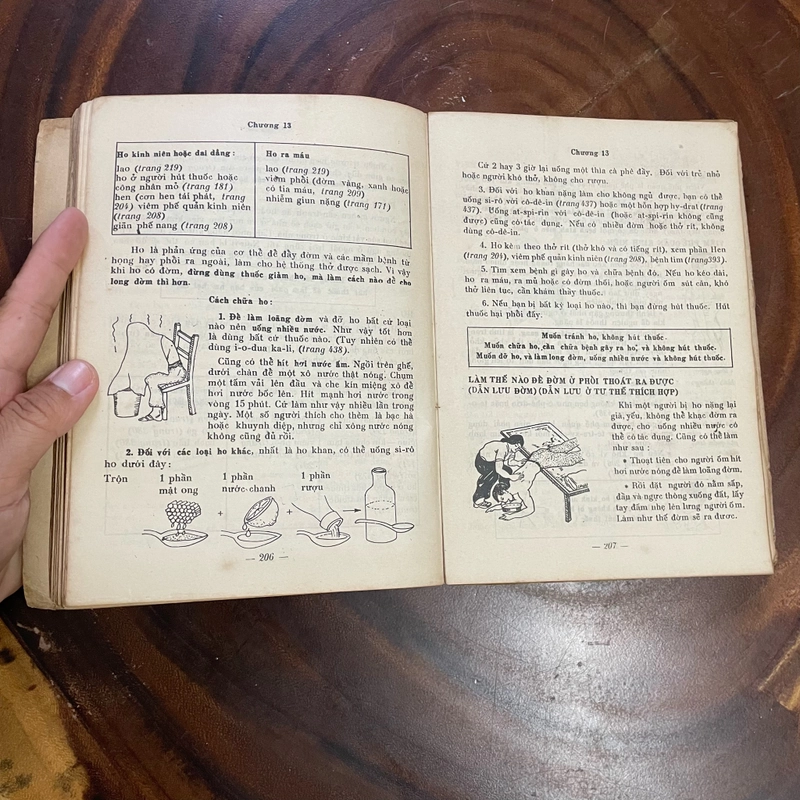 Chương 13
Ho kinh niên hoặc dai dẳng :
lao (trang 219)
ho ở người hút thuốc hoặc
công nhân mỏ (trang 181)
hen (cơn hen tái phát, trang
204) viêm phế quản kinh niên
(trang 208)
giãn phế nang (trang 208)
Ho ra máu
lao (trang 219)
viêm phổi (đờm vàng, xanh hoặc
có tia máu, trang 209)
nhiễm giun nặng (trang 171)
Ho là phản ứng của cơ thể để đẩy đờm và các mầm bệnh từ
họng hay phổi ra ngoài, làm cho hệ thống thở được sạch. Vì vậy
khi ho có đờm, đừng dùng thuốc giảm ho, mà làm cách nào để cho
long đờm thì hơn.
Cách chữa ho :
1. Để làm loãng đờm và đỡ ho bất cứ loại
nào nên uống nhiều nước. Như vậy tốt hơn
là dùng bất cứ thuốc nào. (Tuy nhiên có thể
dùng i-o-dua ka-li, (trang 438).
Cũng có thể hít hơi nước ấm. Ngồi trên ghế,
dưới chân để một xô nước thật nóng. Chụm
một tấm vải lên đầu và che kín miệng xô để
hơi nước bốc lên. Hít mạnh hơi nước trong
vòng 15 phút. Cứ làm như vậy nhiều lần trong
ngày. Một số người thích cho thêm lá bạc hà
hoặc khuynh diệp, nhưng chỉ xông nước nóng
không cũng đủ rồi.
2. Đối với các loại ho khác, nhất là ho khan, có thể uống si-rô
ho dưới đây :
Trộn 1 phần 1 phần 1 phần
mật ong nước chanh rượu
+ +
— 206 —
Chương 13
Cứ 2 hay 3 giờ lại uống một thìa cà phê đầy. Đối với trẻ nhỏ
hoặc người khó thở, không cho rượu.
3. Đối với ho khan nặng làm cho không ngủ được, bạn có thể
uống si-rô với cô-dê-in (trang 437) hoặc một hỗn hợp hy-drat (trang
437). Uống at-spi-rin với cô-dê-in (hoặc at-spi-rin không cũng
được) cũng có tác dụng. Nếu có nhiều đờm hoặc thở rít, không
dùng cô-dê-in.
4. Ho kèm theo thở rít (thở khó và có tiếng rít), xem phần Hen
(trang 204), viêm phế quản kinh niên (trang 208), bệnh tim (trang 393).
5. Tìm xem bệnh gì gây ho và chữa bệnh đó. Nếu ho kéo dài,
ho ra máu, ra mủ hoặc có đờm thối, hoặc người ốm sút cân, khó
thở liên tục, cần khám thầy thuốc.
6. Nếu bạn bị bất kỳ loại ho nào, thì bạn đừng hút thuốc. Hút
thuốc hại phổi đấy.
Muốn tránh ho, không hút thuốc.
Muốn chữa ho, cần chữa bệnh gây ra ho, và không hút thuốc.
Muốn đỡ ho, và làm long đờm, uống nhiều nước và không hút thuốc.
LÀM THẾ NÀO ĐỂ ĐỜM Ở PHỔI THOÁT RA ĐƯỢC
(DẪN LƯU ĐỜM) (DẪN LƯU Ở TƯ THẾ THÍCH HỢP)
Khi một người bị ho nặng lại
già, yếu, không thể khạc đờm ra
được, cho uống nhiều nước có
thể có tác dụng. Cũng có thể làm
như sau :
• Thoạt tiên cho người ốm hít
hơi nước nóng để làm loãng đờm.
• Rồi đặt người đó nằm sấp,
đầu và ngực thõng xuống đất, lấy
tay đấm nhẹ lên lưng người ốm.
Làm như thế đờm sẽ ra được.
— 207 —